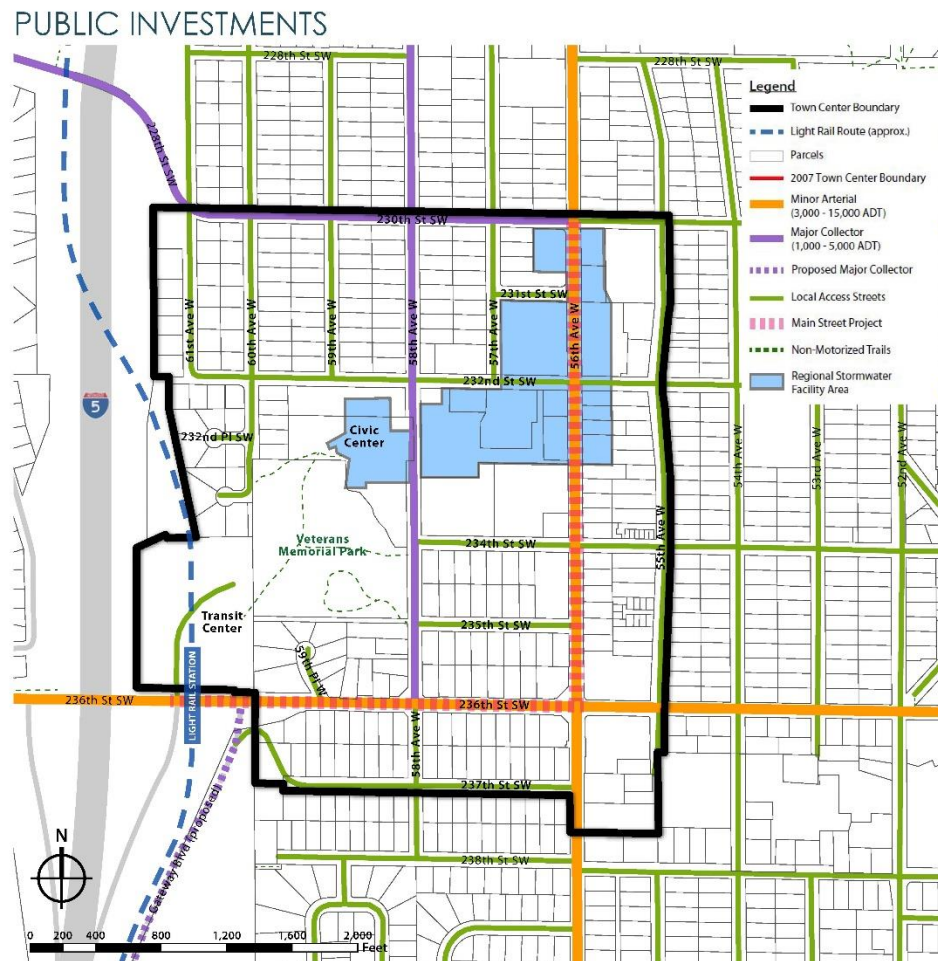 PUBLIC INVESTMENTS
228th St SW
228th St SW
228th St SW
230th St SW
231st St SW
61st Ave W
60th Ave W
59th Ave W
58th Ave W
57th Ave W
56th Ave W
232nd St SW
232nd Pl SW
Civic
Center
5
54th Ave W
53rd Ave W
52nd Ave W
55th Ave W
234th St SW
Veterans
Memorial Park
Transit
Center
235th St SW
59th Pl W
LIGHT RAIL STATION
236th St SW
236th St SW
58th Ave W
237th St SW
Gateway Blvd (proposed)
238th St SW
N
0 200 400 800 1,200 1,600 2,000
Feet
Legend
Town Center Boundary
Light Rail Route (approx.)
Parcels
2007 Town Center Boundary
Minor Arterial
(3,000 - 15,000 ADT)
Major Collector
(1,000 - 5,000 ADT)
Proposed Major Collector
Local Access Streets
Main Street Project
Non-Motorized Trails
Regional Stormwater
Facility Area